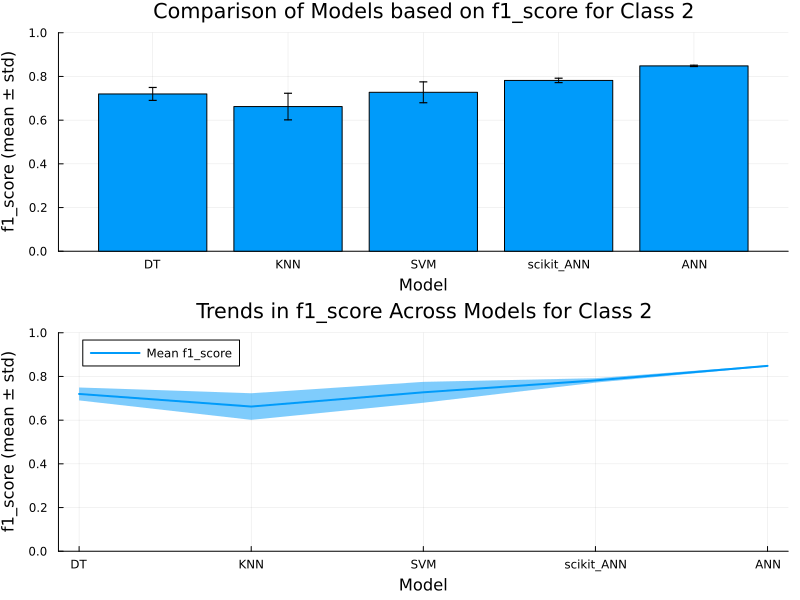 Comparison of Models based on f1_score for Class 2
f1_score (mean ± std)
1.0
0.8
0.6
0.4
0.2
0.0
DT KNN SVM scikit_ANN ANN
Model
Trends in f1_score Across Models for Class 2
f1_score (mean ± std)
1.0
0.8
0.6
0.4
0.2
0.0
Mean f1_score
DT KNN SVM scikit_ANN ANN
Model